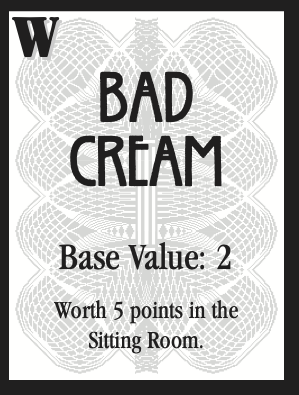 W
BAD
CREAM
Base Value: 2
Worth 5 points in the
Sitting Room.